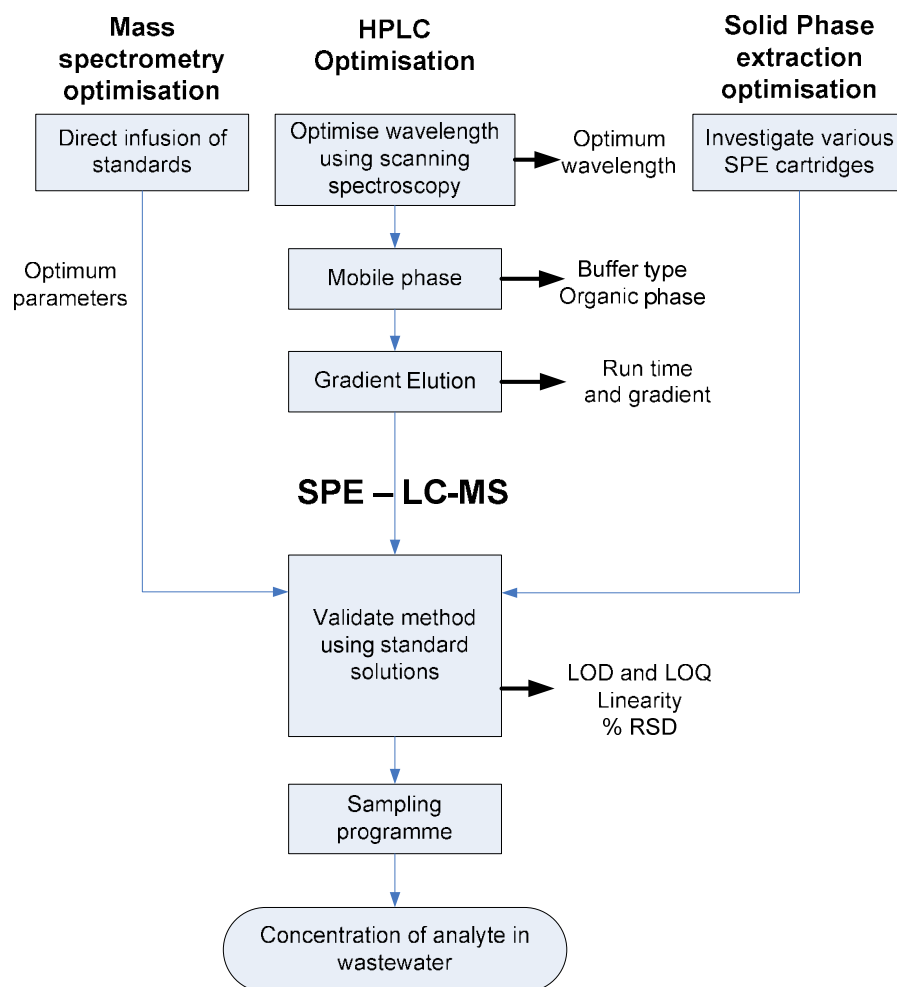 Mass
spectrometry
optimisation
HPLC
Optimisation
Solid Phase
extraction
optimisation
Direct infusion of
standards
Optimise wavelength
using scanning
spectroscopy
Optimum
wavelength
Investigate various
SPE cartridges
Optimum
parameters
Mobile phase
Buffer type
Organic phase
Gradient Elution
Run time
and gradient
SPE – LC-MS
Validate method
using standard
solutions
LOD and LOQ
Linearity
% RSD
Sampling
programme
Concentration of analyte in
wastewater